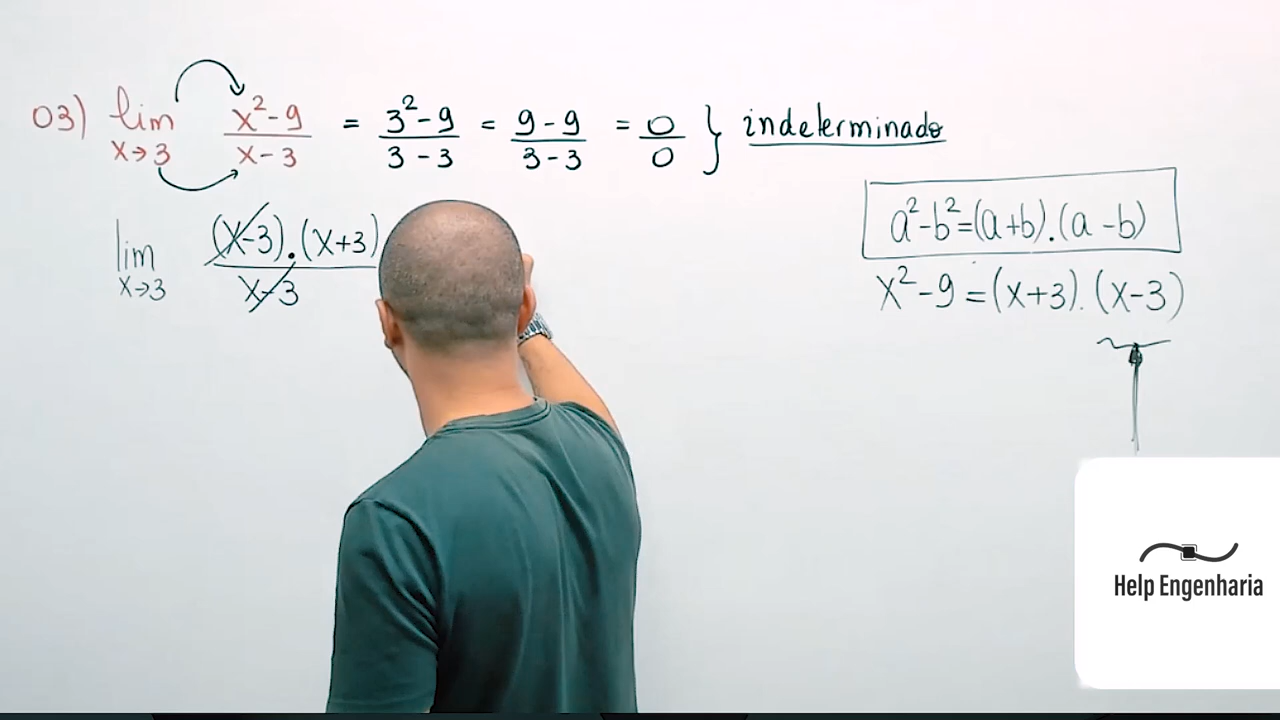 03) lim x→3 x²-9 / x-3 = 3²-9 / 3-3 = 9-9 / 3-3 = 0/0 } indeterminado
lim x→3 (x-3).(x+3) / x-3
a²-b²=(a+b).(a-b)
x²-9=(x+3).(x-3)
Help Engenharia